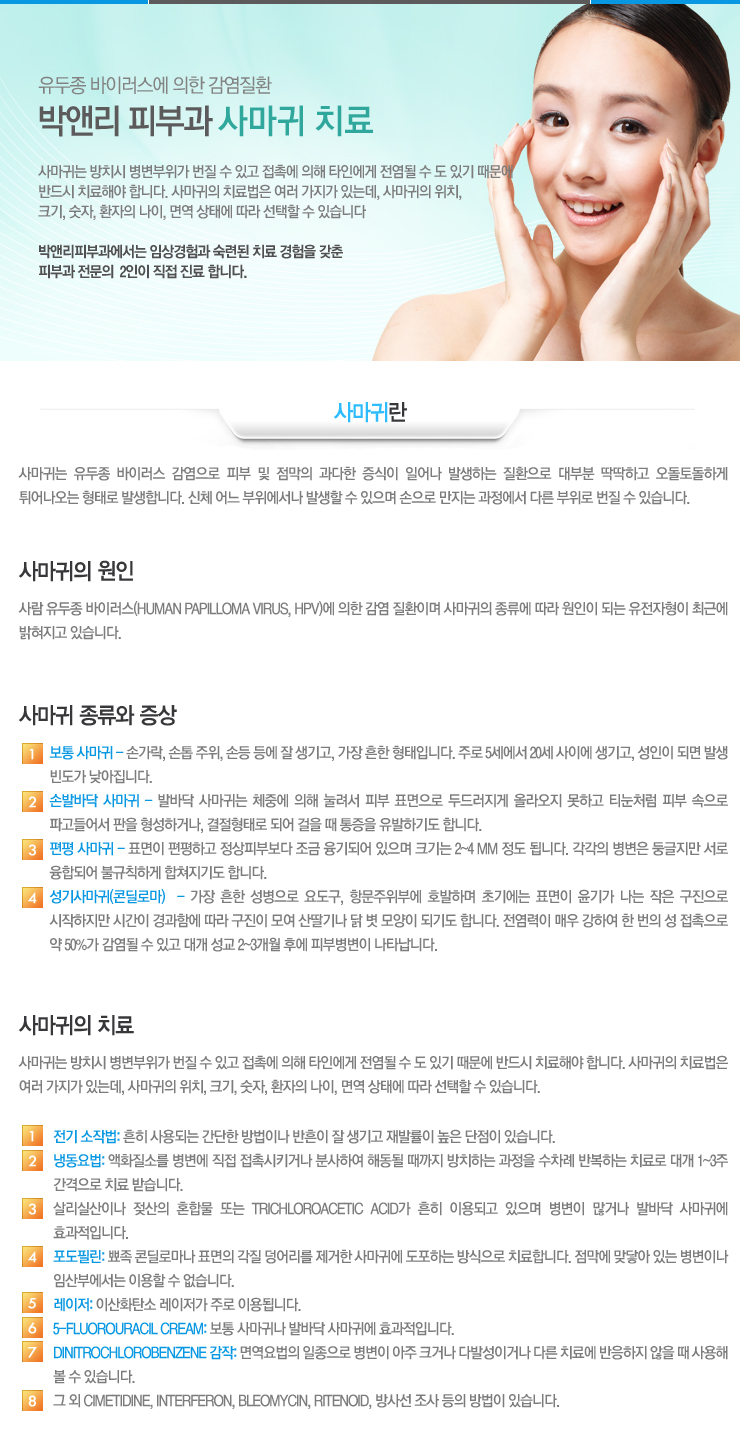 유두종 바이러스에 의한 감염질환
박앤리 피부과 사마귀 치료
사마귀는 방치시 병변부위가 번질 수 있고 접촉에 의해 타인에게 전염될 수 도 있기 때문에
반드시 치료해야 합니다. 사마귀의 치료법은 여러 가지가 있는데, 사마귀의 위치,
크기, 숫자, 환자의 나이, 면역 상태에 따라 선택할 수 있습니다
박앤리피부과에서는 임상경험과 숙련된 치료 경험을 갖춘
피부과 전문의 2인이 직접 진료 합니다.
사마귀란
사마귀는 유두종 바이러스 감염으로 피부 및 점막의 과다한 증식이 일어나 발생하는 질환으로 대부분 딱딱하고 오돌토돌하게
튀어나오는 형태로 발생합니다. 신체 어느 부위에서나 발생할 수 있으며 손으로 만지는 과정에서 다른 부위로 번질 수 있습니다.
사마귀의 원인
사람 유두종 바이러스(HUMAN PAPILLOMA VIRUS, HPV)에 의한 감염 질환이며 사마귀의 종류에 따라 원인이 되는 유전자형이 최근에
밝혀지고 있습니다.
사마귀 종류와 증상
1 보통 사마귀 – 손가락, 손톱 주위, 손등 등에 잘 생기고, 가장 흔한 형태입니다. 주로 5세에서 20세 사이에 생기고, 성인이 되면 발생
빈도가 낮아집니다.
2 손발바닥 사마귀 – 발바닥 사마귀는 체중에 의해 눌려서 피부 표면으로 두드러지게 올라오지 못하고 티눈처럼 피부 속으로
파고들어서 판을 형성하거나, 결절형태로 되어 걸을 때 통증을 유발하기도 합니다.
3 편평 사마귀 – 표면이 편평하고 정상피부보다 조금 융기되어 있으며 크기는 2~4 MM 정도 됩니다. 각각의 병변은 둥글지만 서로
융합되어 불규칙하게 합쳐지기도 합니다.
4 성기사마귀(콘딜로마) – 가장 흔한 성병으로 요도구, 항문주위부에 호발하며 초기에는 표면이 윤기가 나는 작은 구진으로
시작하지만 시간이 경과함에 따라 구진이 모여 산딸기나 닭 볏 모양이 되기도 합니다. 전염력이 매우 강하여 한 번의 성 접촉으로
약 50%가 감염될 수 있고 대개 성교 2~3개월 후에 피부병변이 나타납니다.
사마귀의 치료
사마귀는 방치시 병변부위가 번질 수 있고 접촉에 의해 타인에게 전염될 수 도 있기 때문에 반드시 치료해야 합니다. 사마귀의 치료법은
여러 가지가 있는데, 사마귀의 위치, 크기, 숫자, 환자의 나이, 면역 상태에 따라 선택할 수 있습니다.
1 전기 소작법: 흔히 사용되는 간단한 방법이나 반흔이 잘 생기고 재발률이 높은 단점이 있습니다.
2 냉동요법: 액화질소를 병변에 직접 접촉시키거나 분사하여 해동될 때까지 방치하는 과정을 수차례 반복하는 치료로 대개 1~3주
간격으로 치료 받습니다.
3 살리실산이나 젖산의 혼합물 또는 TRICHLOROACETIC ACID가 흔히 이용되고 있으며 병변이 많거나 발바닥 사마귀에
효과적입니다.
4 포도필린: 뾰족 콘딜로마나 표면의 각질 덩어리를 제거한 사마귀에 도포하는 방식으로 치료합니다. 점막에 맞닿아 있는 병변이나
임산부에서는 이용할 수 없습니다.
5 레이저: 이산화탄소 레이저가 주로 이용됩니다.
6 5-FLUOROURACIL CREAM: 보통 사마귀나 발바닥 사마귀에 효과적입니다.
7 DINITROCHLOROBENZENE 감작: 면역요법의 일종으로 병변이 아주 크거나 다발성이거나 다른 치료에 반응하지 않을 때 사용해
볼 수 있습니다.
8 그 외 CIMETIDINE, INTERFERON, BLEOMYCIN, RITENOID, 방사선 조사 등의 방법이 있습니다.